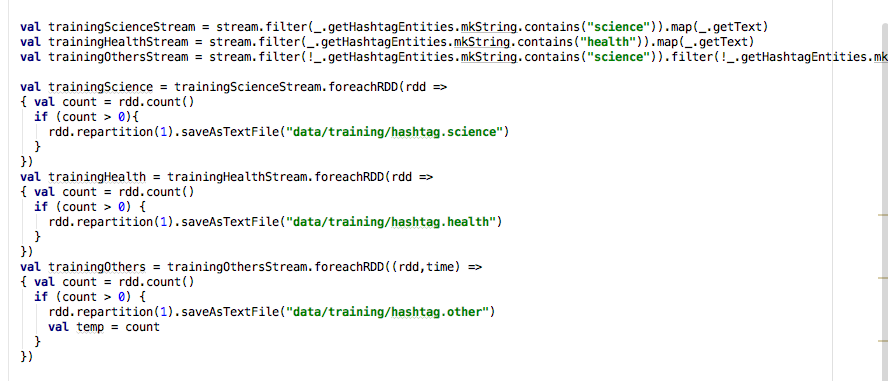 val trainingScienceStream = stream.filter(_.getHashtagEntities.mkString.contains("science")).map(_.getText)
val trainingHealthStream = stream.filter(_.getHashtagEntities.mkString.contains("health")).map(_.getText)
val trainingOthersStream = stream.filter(!_.getHashtagEntities.mkString.contains("science")).filter(!_.getHashtagEntities.mk
val trainingScience = trainingScienceStream.foreachRDD(rdd =>
{ val count = rdd.count()
if (count > 0){
rdd.repartition(1).saveAsTextFile("data/training/hashtag.science")
}
})
val trainingHealth = trainingHealthStream.foreachRDD(rdd =>
{ val count = rdd.count()
if (count > 0) {
rdd.repartition(1).saveAsTextFile("data/training/hashtag.health")
}
})
val trainingOthers = trainingOthersStream.foreachRDD((rdd,time) =>
{ val count = rdd.count()
if (count > 0) {
rdd.repartition(1).saveAsTextFile("data/training/hashtag.other")
val temp = count
}
})